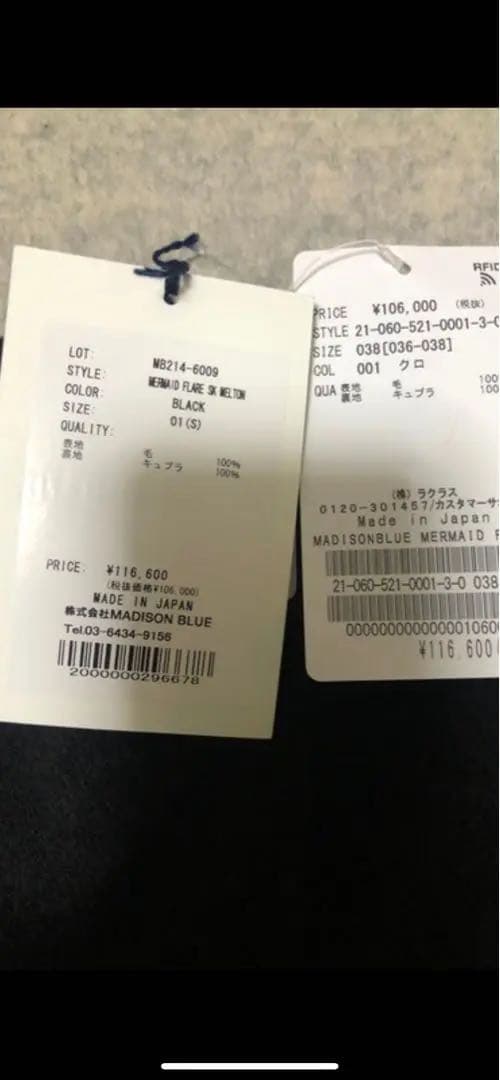 LOT: MB214-6009
STYLE: MERMAID FLARE SK MELTON
COLOR: BLACK
SIZE: 01(S)
QUALITY:
表地 毛 100%
裏地 キュプラ 100%
PRICE: ¥116,600
(税抜価格¥106,000)
MADE IN JAPAN
株式会社MADISON BLUE
Tel.03-6434-9156
2000000296678
RFID
PRICE ¥106,000 (税抜)
STYLE 21-060-521-0001-3-0
SIZE 038[036-038]
COL 001 クロ
QUA 表地 毛 100
裏地 キュプラ 100
(株)ラクラス
0120-301457/カスタマーサ
Made in Japan
MADISONBLUE MERMAID F
21-060-521-0001-3-0 038
¥116,600